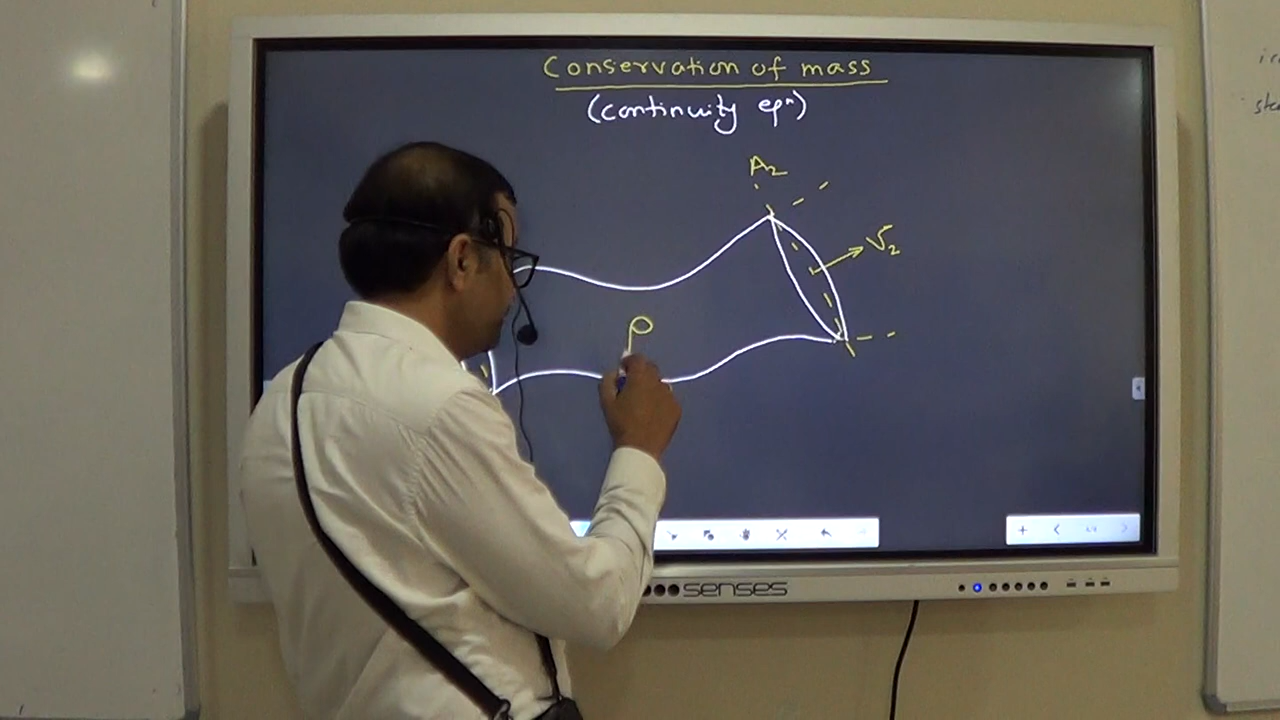 Conservation of mass
(continuity eqⁿ)
A₂
V₂
ρ
senses